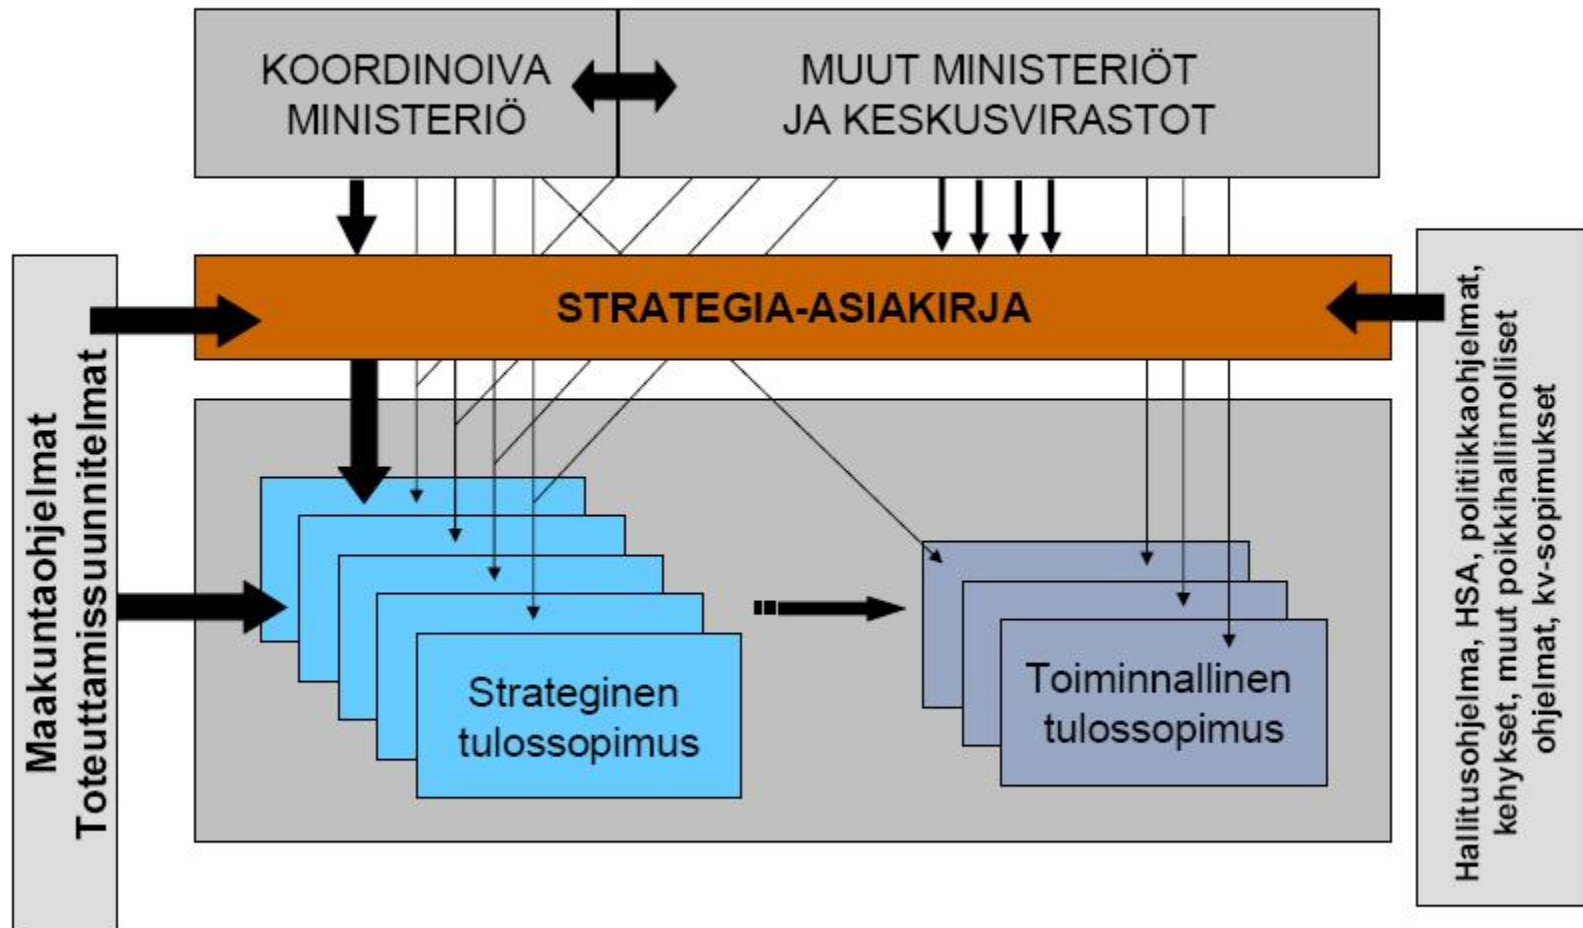 KOORDINOIVA
MINISTERIÖ
MUUT MINISTERIÖT
JA KESKUSVIRASTOT
STRATEGIA-ASIAKIRJA
Maakuntaohjelmat
Toteuttamissuunnitelmat
Hallitusohjelma, HSA, politiikkaohjelmat,
kehykset, muut poikkihallinnolliset
ohjelmat, kv-sopimukset
Strateginen
tulossopimus
Toiminnallinen
tulossopimus